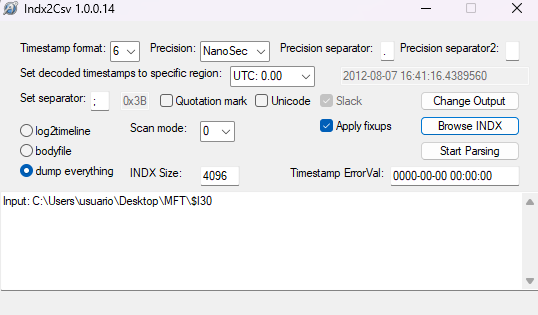 Indx2Csv 1.0.0.14
Timestamp format: 6 Precision: NanoSec Precision separator: . Precision separator2:
Set decoded timestamps to specific region: UTC: 0.00 2012-08-07 16:41:16.4389560
Set separator: ; 0x3B Quotation mark Unicode Slack Change Output
log2timeline Scan mode: 0 Apply fixups Browse INDX
bodyfile Start Parsing
dump everything INDX Size: 4096 Timestamp ErrorVal: 0000-00-00 00:00:00
Input: C:\Users\usuario\Desktop\MFT\$I30